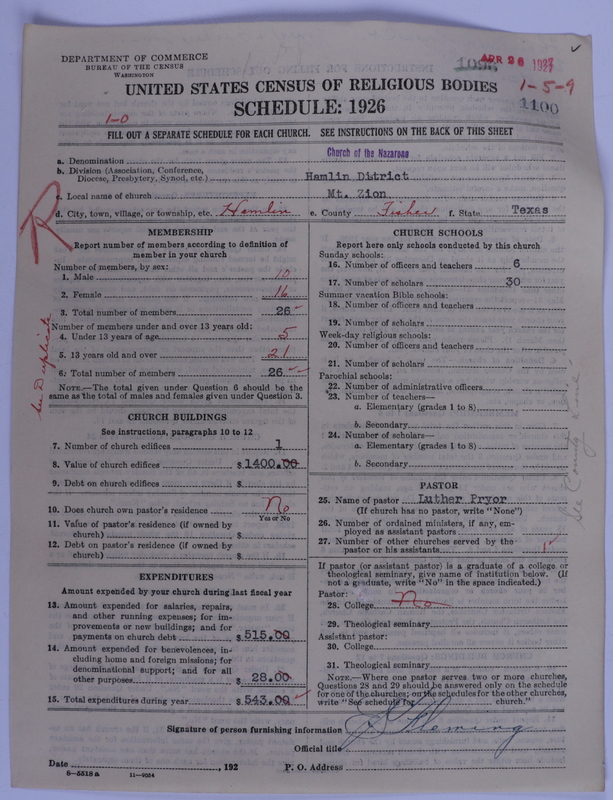 DEPARTMENT OF COMMERCE
BUREAU OF THE CENSUS
WASHINGTON
APR 26 1927
1-5-9
1100
UNITED STATES CENSUS OF RELIGIOUS BODIES
SCHEDULE: 1926
1-0
FILL OUT A SEPARATE SCHEDULE FOR EACH CHURCH. SEE INSTRUCTIONS ON THE BACK OF THIS SHEET
a. Denomination Church of the Nazarene
b. Division (Association, Conference,
Diocese, Presbytery, Synod, etc.) Hamlin District
c. Local name of church Mt. Zion
d. City, town, village, or township, etc. Hamlin e. County Fisher f. State Texas
R
See Duplicate
MEMBERSHIP
Report number of members according to definition of
member in your church
Number of members, by sex:
1. Male 10
2. Female 16
3. Total number of members 26
Number of members under and over 13 years old:
4. Under 13 years of age 5
5. 13 years old and over 21
6. Total number of members 26
NOTE.—The total given under Question 6 should be
same as the total of males and females given under Question 3.
CHURCH BUILDINGS
See instructions, paragraphs 10 to 12
7. Number of church edifices 1
8. Value of church edifices $1400.00
9. Debt on church edifices $
10. Does church own pastor's residence No
Yes or No
11. Value of pastor's residence (if owned by
church) $
12. Debt on pastor's residence (if owned by
church) $
EXPENDITURES
Amount expended by your church during last fiscal year
13. Amount expended for salaries, repairs,
and other running expenses; for im-
provements or new buildings; and for
payments on church debt $515.00
14. Amount expended for benevolences, in-
cluding home and foreign missions; for
denominational support; and for all
other purposes $28.00
15. Total expenditures during year $543.00
CHURCH SCHOOLS
Report here only schools conducted by this church
Sunday schools:
16. Number of officers and teachers 6
17. Number of scholars 30
Summer vacation Bible schools:
18. Number of officers and teachers
19. Number of scholars
Week-day religious schools:
20. Number of officers and teachers
21. Number of scholars
Parochial schools:
22. Number of administrative officers
23. Number of teachers—
a. Elementary (grades 1 to 8)
b. Secondary
24. Number of scholars—
a. Elementary (grades 1 to 8)
b. Secondary
PASTOR
25. Name of pastor Luther Pryor
(If church has no pastor, write "None")
26. Number of ordained ministers, if any, em-
ployed as assistant pastors
27. Number of other churches served by the
pastor or his assistants 1
If pastor (or assistant pastor) is a graduate of a college or
theological seminary, give name of institution below. (If
not a graduate, write "No" in the space indicated.)
Pastor:
28. College No
29. Theological seminary
Assistant pastor:
30. College
31. Theological seminary
NOTE.—Where one pastor serves two or more churches,
Questions 28 and 29 should be answered only on the schedule
for one of the churches; on the schedules for the other churches,
write "See schedule for church."
Signature of person furnishing information Fleming
Official title
Date , 192 P. O. Address
8-5518a 11-9054